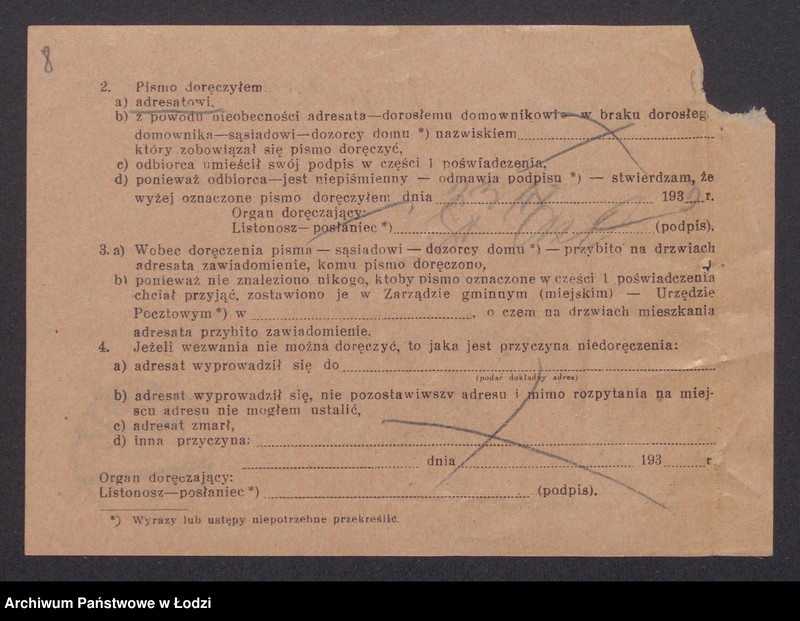 8
2. Pismo doręczyłem:
a) adresatowi.
b) z powodu nieobecności adresata—dorosłemu domownikowi— w braku dorosłeg
domownika—sąsiadowi—dozorcy domu *) nazwiskiem
który zobowiązał się pismo doręczyć,
c) odbiorca umieścił swój podpis w części 1 poświadczenia,
d) ponieważ odbiorca—jest niepiśmienny — odmawia podpisu *) — stwierdzam, że
wyżej oznaczone pismo doręczyłem dnia 193 r.
Organ doręczający:
Listonosz—posłaniec *) (podpis).
3. a) Wobec doręczenia pisma — sąsiadowi — dozorcy domu *) — przybito na drzwiach
adresata zawiadomienie, komu pismo doręczono,
b) ponieważ nie znaleziono nikogo, ktoby pismo oznaczone w części 1 poświadczenia
chciał przyjąć, zostawiono je w Zarządzie gminnym (miejskim) — Urzędzie
Pocztowym *) w , o czem na drzwiach mieszkania
adresata przybito zawiadomienie.
4. Jeżeli wezwania nie można doręczyć, to jaka jest przyczyna niedoręczenia:
a) adresat wyprowadził się do
(podać dokładny adres)
b) adresat wyprowadził się, nie pozostawiwszy adresu i mimo rozpytania na miej-
scu adresu nie mogłem ustalić,
c) adresat zmarł,
d) inna przyczyna:
dnia 193 r
Organ doręczający:
Listonosz—posłaniec *) (podpis).
*) Wyrazy lub ustępy niepotrzebne przekreślić.
Archiwum Państwowe w Łodzi